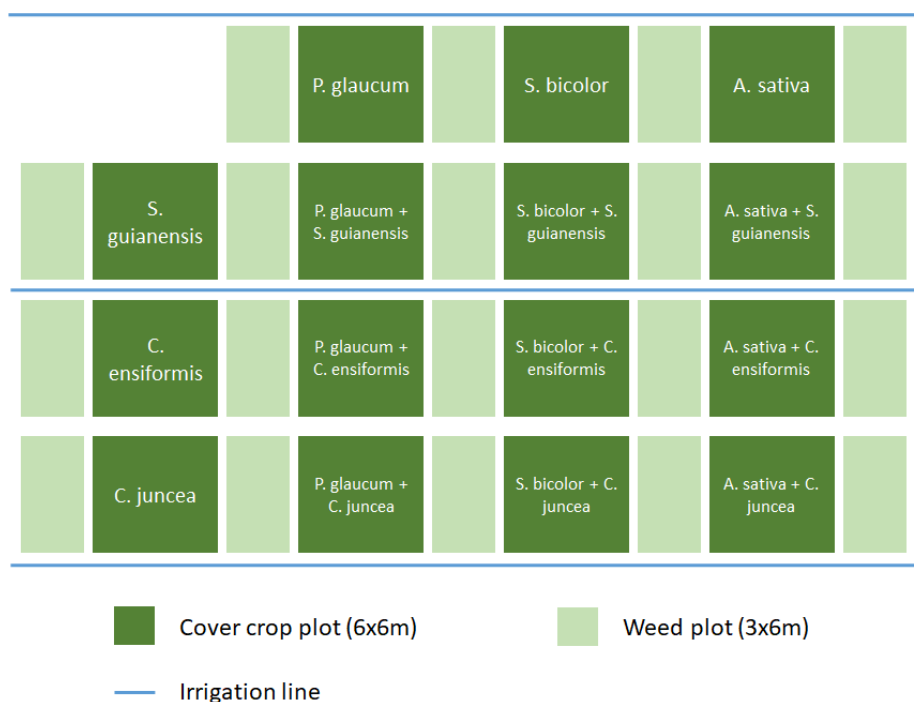 P. glaucum
S. bicolor
A. sativa
S.
guianensis
P. glaucum +
S. guianensis
S. bicolor + S.
guianensis
A. sativa + S.
guianensis
C.
ensiformis
P. glaucum +
C. ensiformis
S. bicolor + C.
ensiformis
A. sativa + C.
ensiformis
C. juncea
P. glaucum +
C. juncea
S. bicolor + C.
juncea
A. sativa + C.
juncea
Cover crop plot (6x6m)
Weed plot (3x6m)
Irrigation line